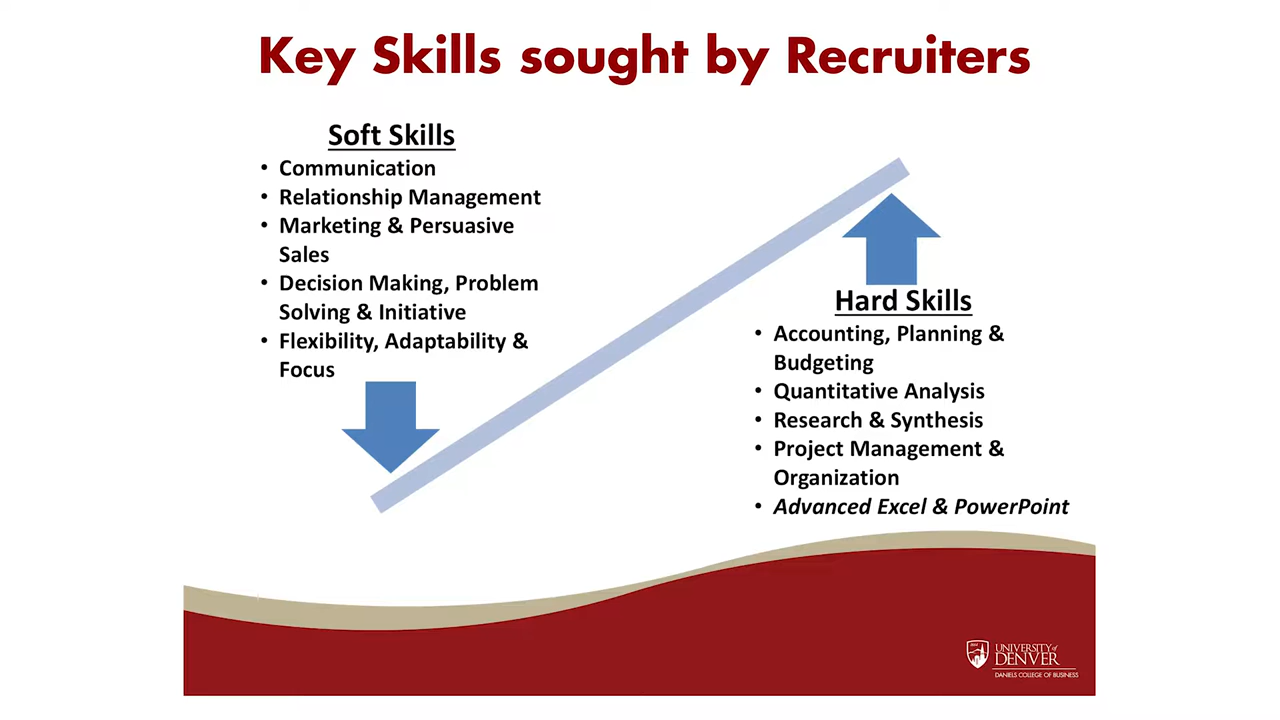 Key Skills sought by Recruiters
Soft Skills
• Communication
• Relationship Management
• Marketing & Persuasive
Sales
• Decision Making, Problem
Solving & Initiative
• Flexibility, Adaptability &
Focus
Hard Skills
• Accounting, Planning &
Budgeting
• Quantitative Analysis
• Research & Synthesis
• Project Management &
Organization
• Advanced Excel & PowerPoint
UNIVERSITY of
DENVER
DANIELS COLLEGE OF BUSINESS